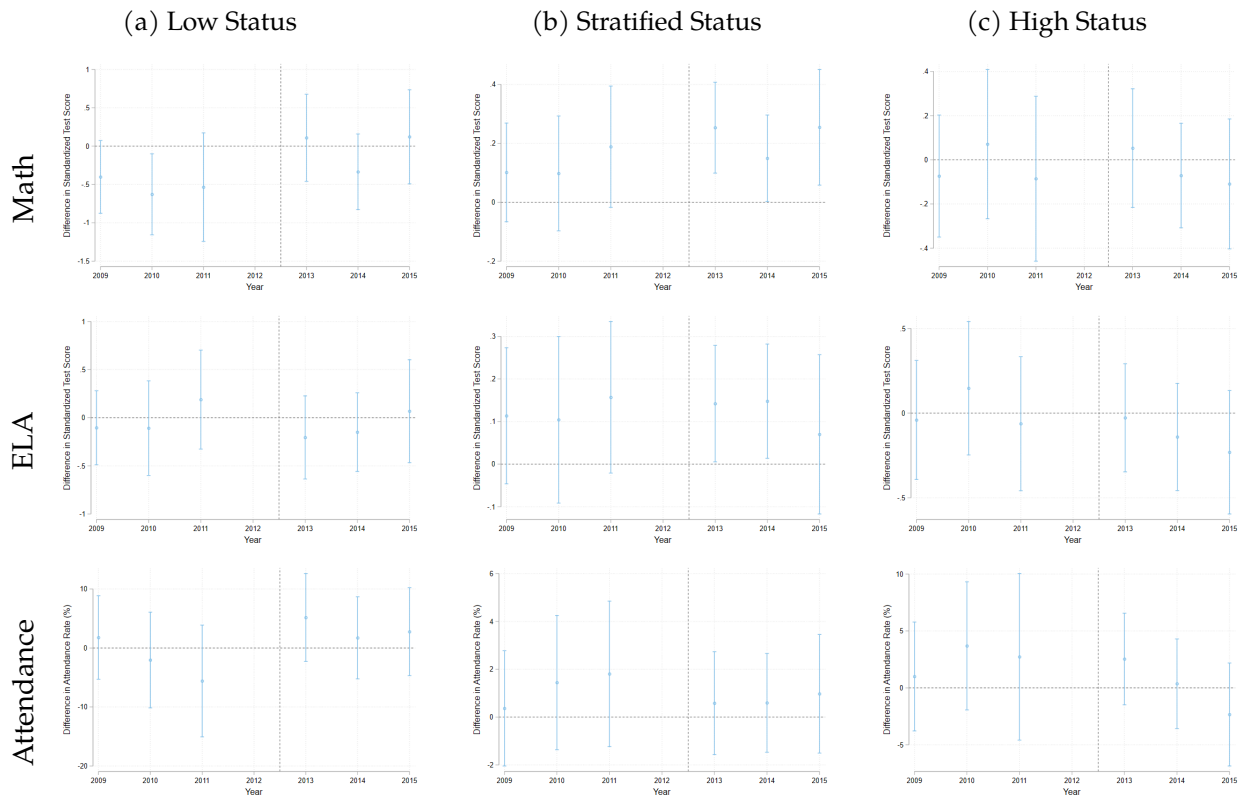 (a) Low Status (b) Stratified Status (c) High Status
Math
Difference in Standardized Test Score
1
.5
0
-.5
-1
-1.5
2009 2010 2011 2012 2013 2014 2015
Year
Difference in Standardized Test Score
.4
.2
0
-.2
2009 2010 2011 2012 2013 2014 2015
Year
Difference in Standardized Test Score
.4
.2
0
-.2
-.4
2009 2010 2011 2012 2013 2014 2015
Year
ELA
Difference in Standardized Test Score
1
.5
0
-.5
-1
2009 2010 2011 2012 2013 2014 2015
Year
Difference in Standardized Test Score
.3
.2
.1
0
-.1
2009 2010 2011 2012 2013 2014 2015
Year
Difference in Standardized Test Score
.5
0
-.5
2009 2010 2011 2012 2013 2014 2015
Year
Attendance
Difference in Attendance Rate (%)
10
0
-10
-20
2009 2010 2011 2012 2013 2014 2015
Year
Difference in Attendance Rate (%)
6
4
2
0
-2
2009 2010 2011 2012 2013 2014 2015
Year
Difference in Attendance Rate (%)
10
5
0
-5
2009 2010 2011 2012 2013 2014 2015
Year